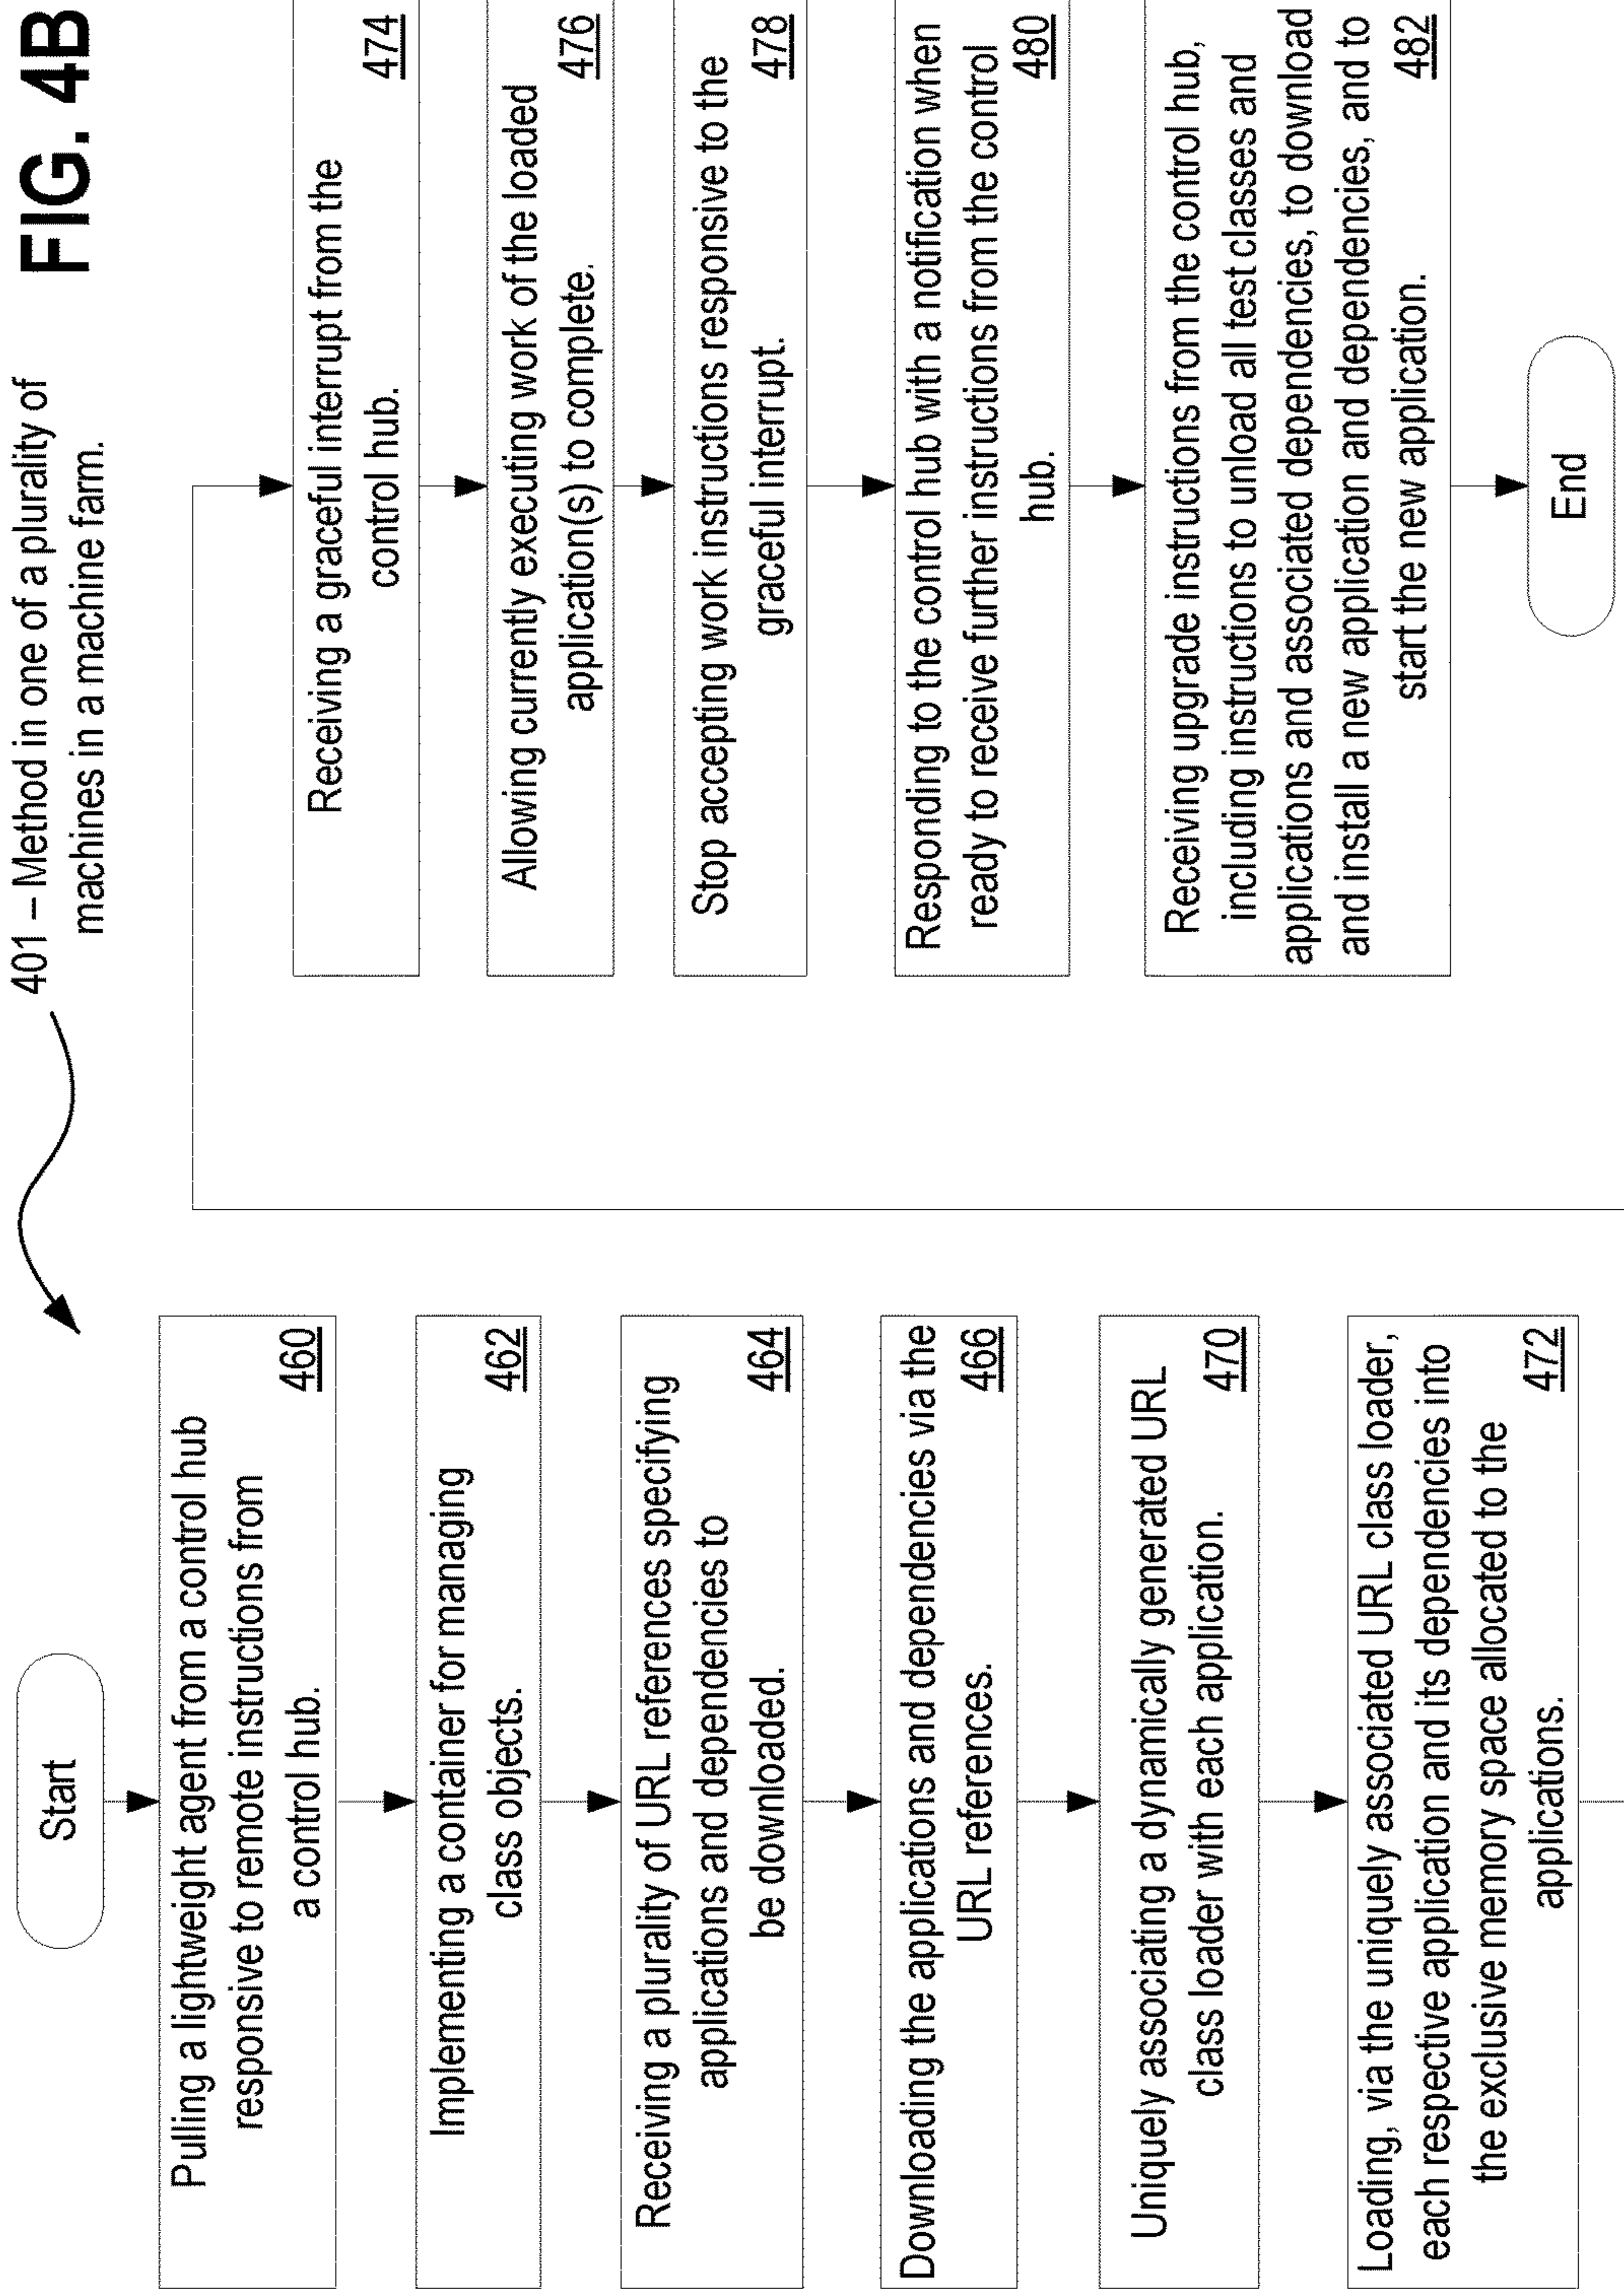 401 – Method in one of a plurality of
machines in a machine farm.
FIG. 4B
Start
Pulling a lightweight agent from a control hub
responsive to remote instructions from
a control hub.
460
Implementing a container for managing
class objects.
462
Receiving a plurality of URL references specifying
applications and dependencies to
be downloaded.
464
Downloading the applications and dependencies via the
URL references.
466
Uniquely associating a dynamically generated URL
class loader with each application.
470
Loading, via the uniquely associated URL class loader,
each respective application and its dependencies into
the exclusive memory space allocated to the
applications.
472
Receiving a graceful interrupt from the
control hub.
474
Allowing currently executing work of the loaded
application(s) to complete.
476
Stop accepting work instructions responsive to the
graceful interrupt.
478
Responding to the control hub with a notification when
ready to receive further instructions from the control
hub.
480
Receiving upgrade instructions from the control hub,
including instructions to unload all test classes and
applications and associated dependencies, to download
and install a new application and dependencies, and to
start the new application.
482
End